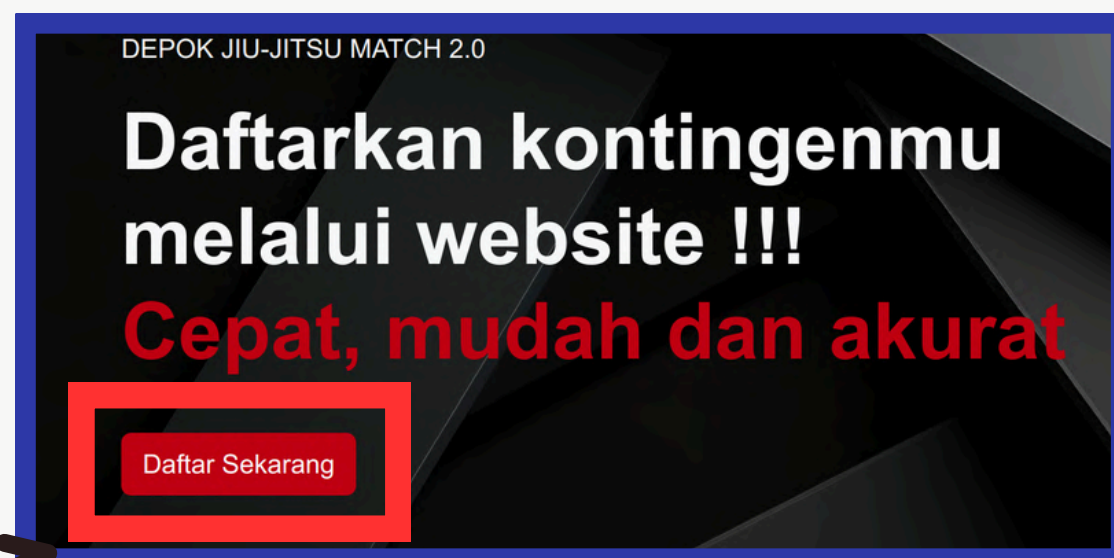 DEPOK JIU-JITSU MATCH 2.0
Daftarkan kontingenmu
melalui website !!!
Cepat, mudah dan akurat
Daftar Sekarang